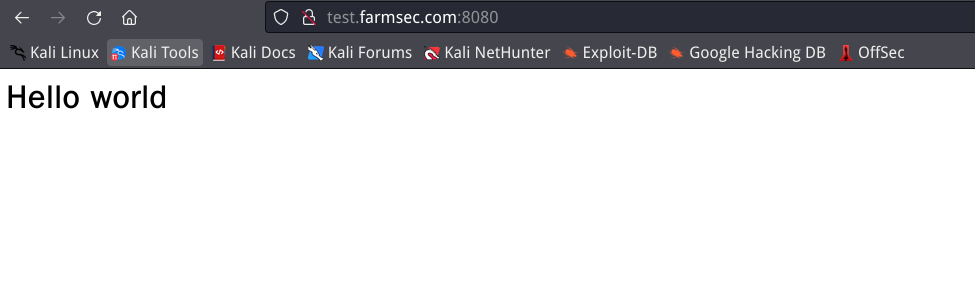 test.farmsec.com:8080
Kali Linux Kali Tools Kali Docs Kali Forums Kali NetHunter Exploit-DB Google Hacking DB OffSec
Hello world